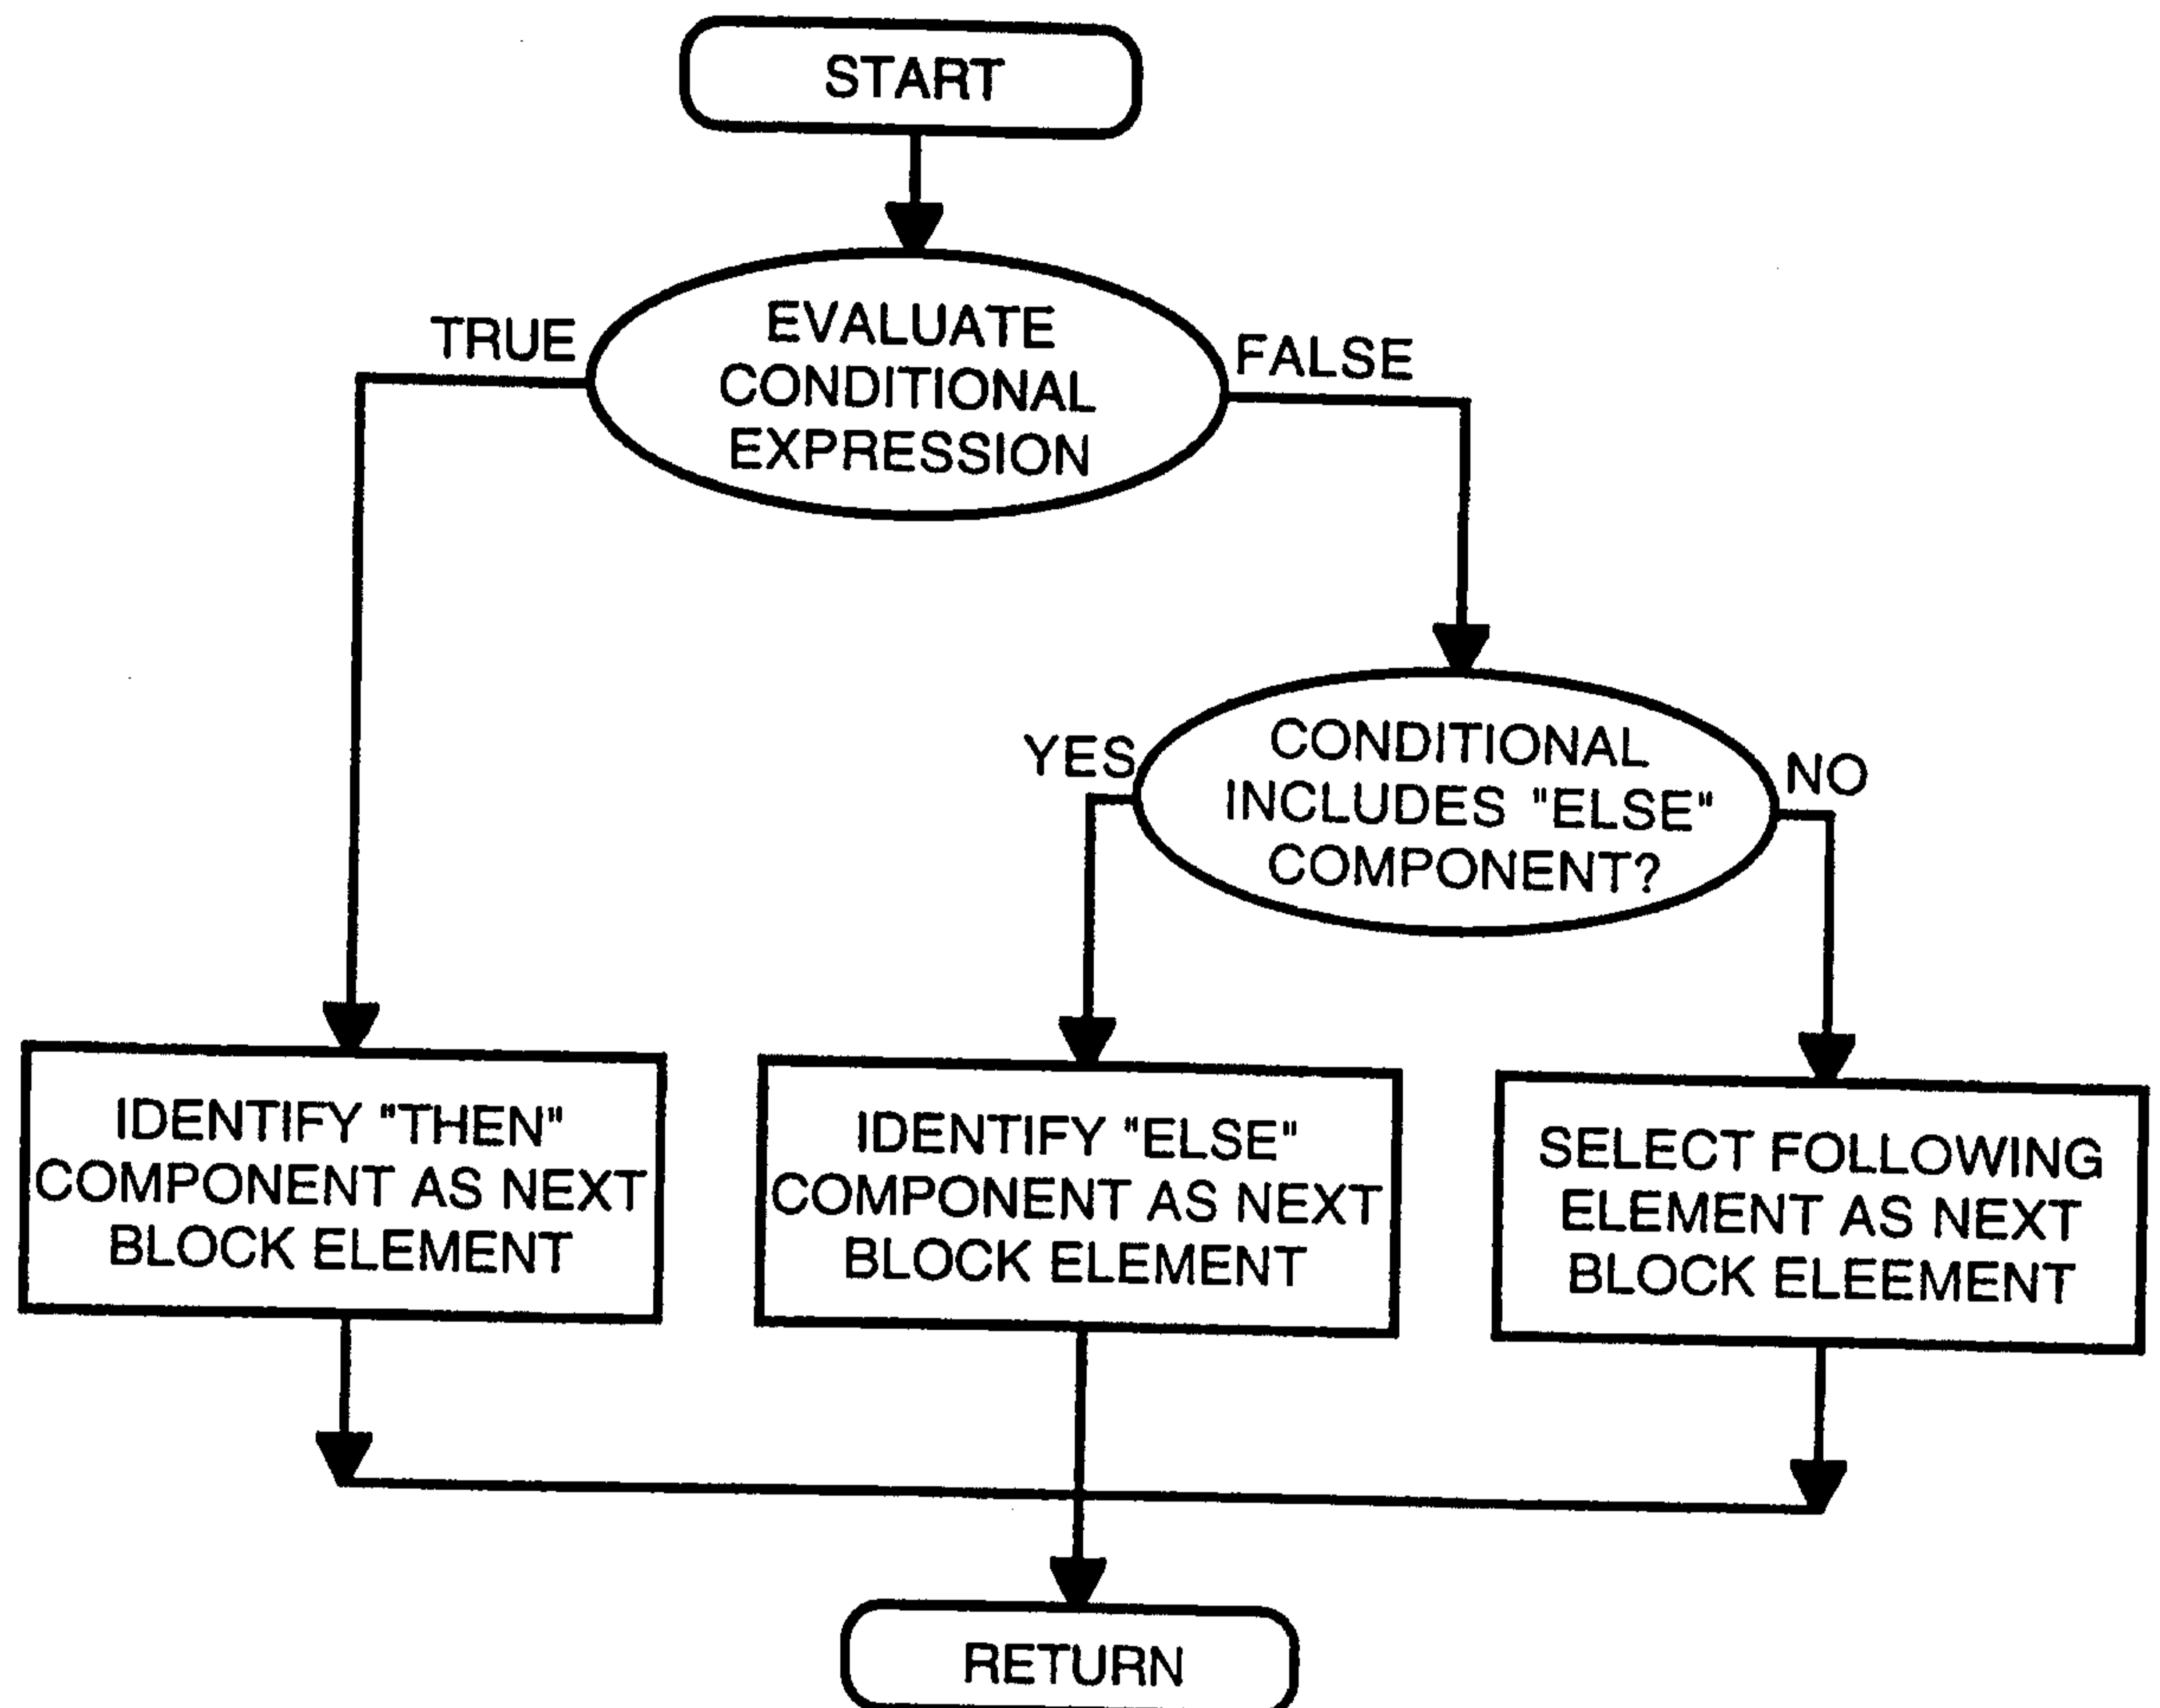 START
EVALUATE
CONDITIONAL
EXPRESSION
TRUE
FALSE
CONDITIONAL
INCLUDES "ELSE"
COMPONENT?
YES
NO
IDENTIFY "THEN"
COMPONENT AS NEXT
BLOCK ELEMENT
IDENTIFY "ELSE"
COMPONENT AS NEXT
BLOCK ELEMENT
SELECT FOLLOWING
ELEMENT AS NEXT
BLOCK ELEEMENT
RETURN